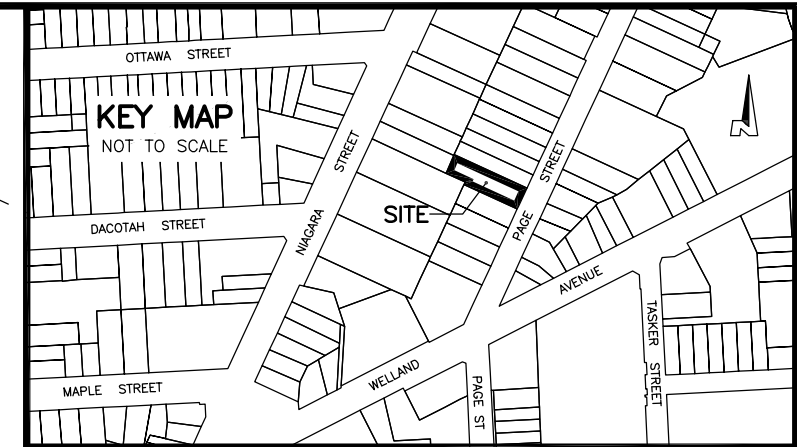 OTTAWA STREET
KEY MAP
NOT TO SCALE
N
NIAGARA STREET
SITE
PAGE STREET
DACOTAH STREET
WELLAND AVENUE
TASKER STREET
MAPLE STREET
PAGE ST